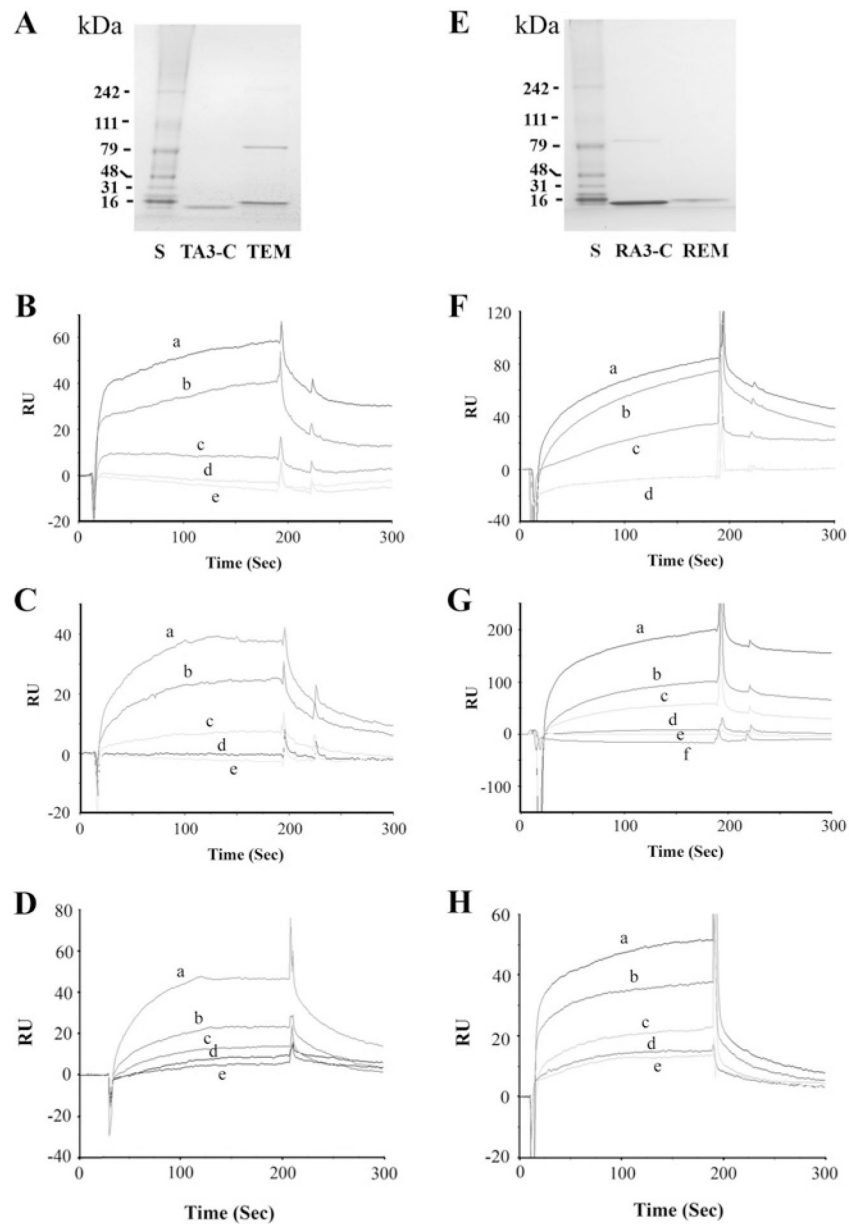 A kDa
242
111
79
48
31
16
S TA3-C TEM
E kDa
242
111
79
48
31
16
S RA3-C REM
B
RU
60
40
20
0
-20
a
b
c
d
e
0 100 200 300
Time (Sec)
F
RU
120
80
40
0
-40
a
b
c
d
0 100 200 300
Time (Sec)
C
RU
40
20
0
-20
a
b
c
d
e
0 100 200 300
Time (Sec)
G
RU
200
100
0
-100
a
b
c
d
e
f
0 100 200 300
Time (Sec)
D
RU
80
60
40
20
0
-20
-40
a
b
c
d
e
0 100 200 300
Time (Sec)
H
RU
60
40
20
0
-20
a
b
c
d
e
0 100 200 300
Time (Sec)